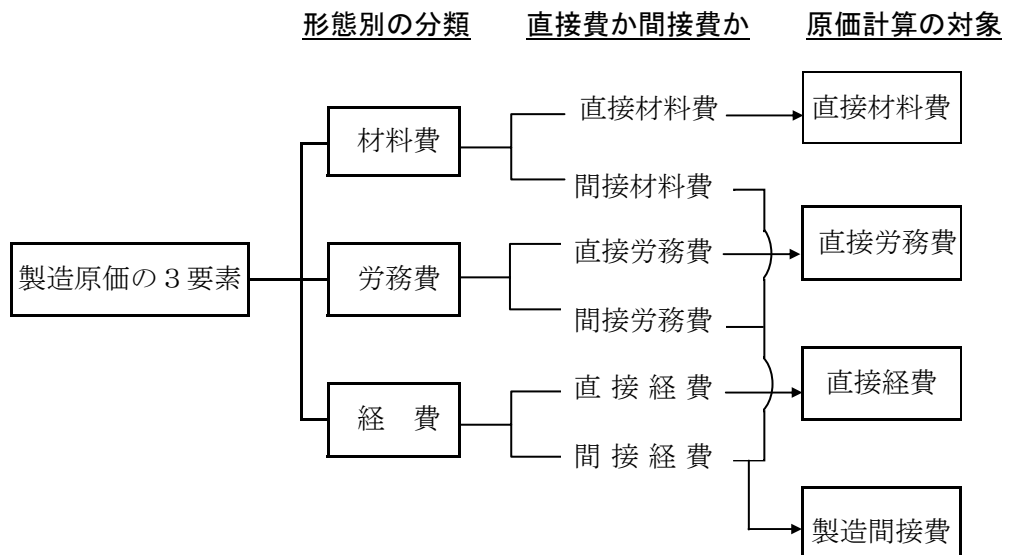 形態別の分類
直接費か間接費か
原価計算の対象
製造原価の３要素
材料費
労務費
経　費
直接材料費
間接材料費
直接労務費
間接労務費
直 接 経 費
間 接 経 費
直接材料費
直接労務費
直接経費
製造間接費